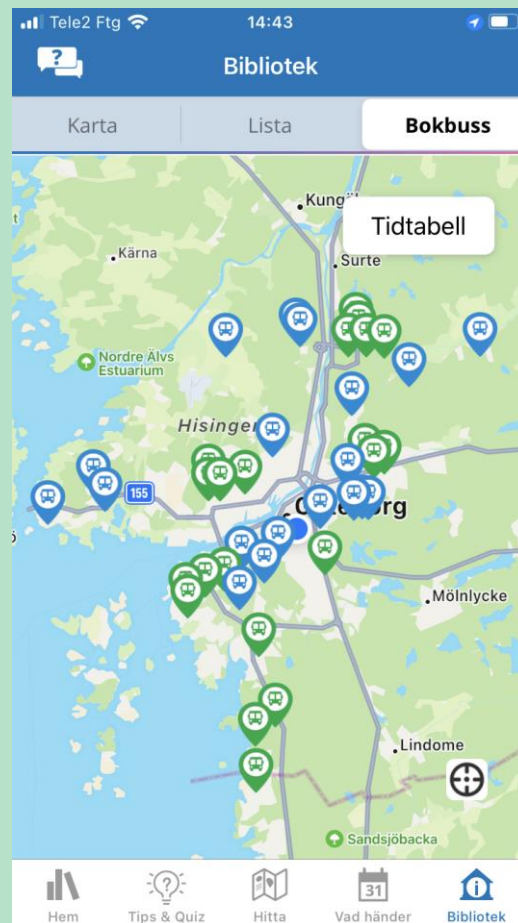 Tele2 Ftg 14:43
?
Bibliotek
Karta Lista Bokbuss
Tidtabell
Kärna
Surte
Nordre Älvs
Estuarium
155
Mölnlycke
Lindome
Sandsjöbacka
?
31
Hem Tips & Quiz Hitta Vad händer Bibliotek